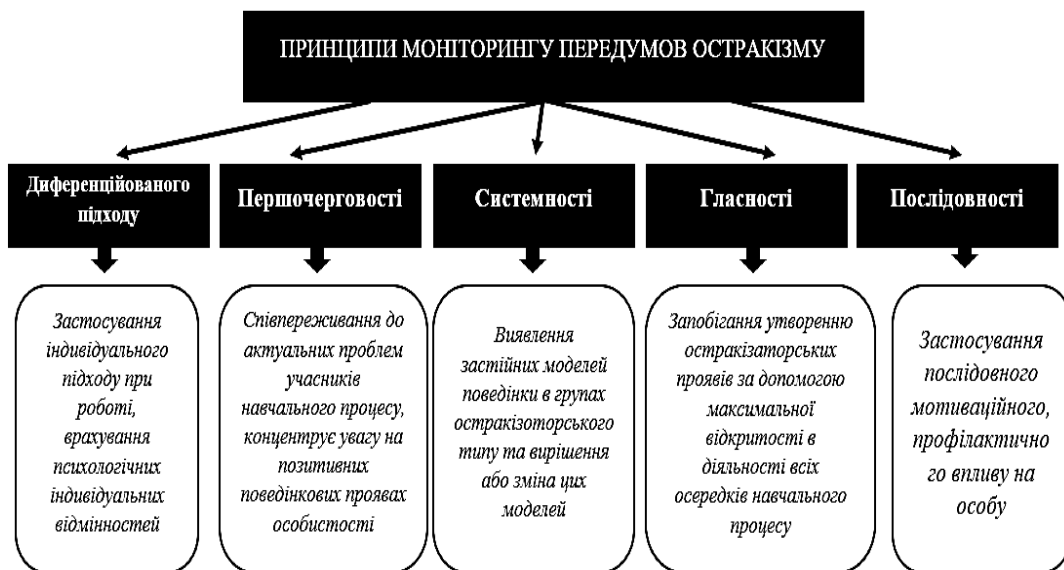 ПРИНЦИПИ МОНІТОРИНГУ ПЕРЕДУМОВ ОСТРАКІЗМУ
Диференційованого
підходу
Першочерговості
Системності
Гласності
Послідовності
Застосування
індивідуального
підходу при
роботі,
врахування
психологічних
індивідуальних
відмінностей
Співпереживання до
актуальних проблем
учасників
навчального процесу,
концентрує увагу на
позитивних
поведінкових проявах
особистості
Виявлення
застійних моделей
поведінки в групах
остракізоторського
типу та вирішення
або зміна цих
моделей
Запобігання утворенню
остракізаторських
проявів за допомогою
максимальної
відкритості в
діяльності всіх
осередків навчального
процесу
Застосування
послідовного
мотиваційного,
профілактично
го впливу на
особу